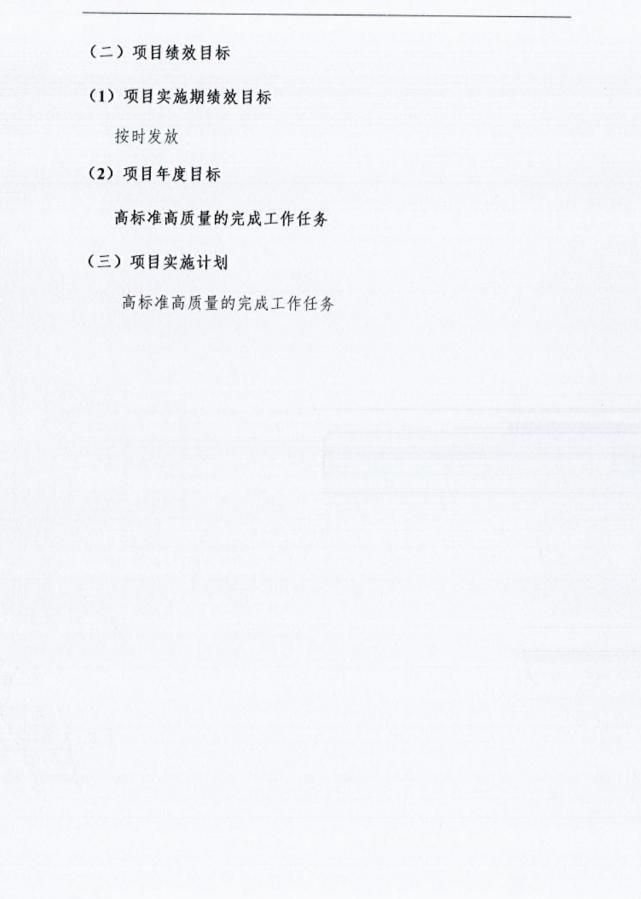 （二）项目绩效目标
（1）项目实施期绩效目标
按时发放
（2）项目年度目标
高标准高质量的完成工作任务
（三）项目实施计划
高标准高质量的完成工作任务